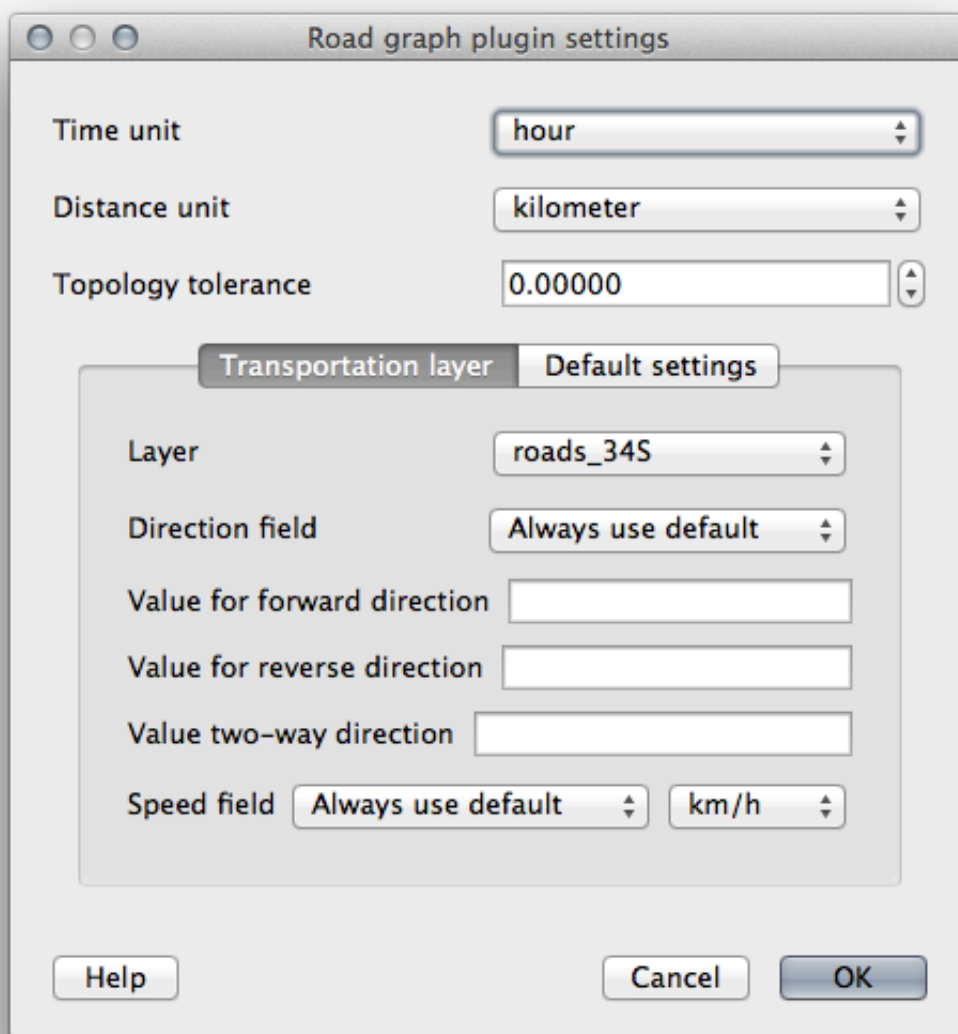 Road graph plugin settings
Time unit hour
Distance unit kilometer
Topology tolerance 0.00000
Transportation layer Default settings
Layer roads_34S
Direction field Always use default
Value for forward direction
Value for reverse direction
Value two-way direction
Speed field Always use default km/h
Help Cancel OK